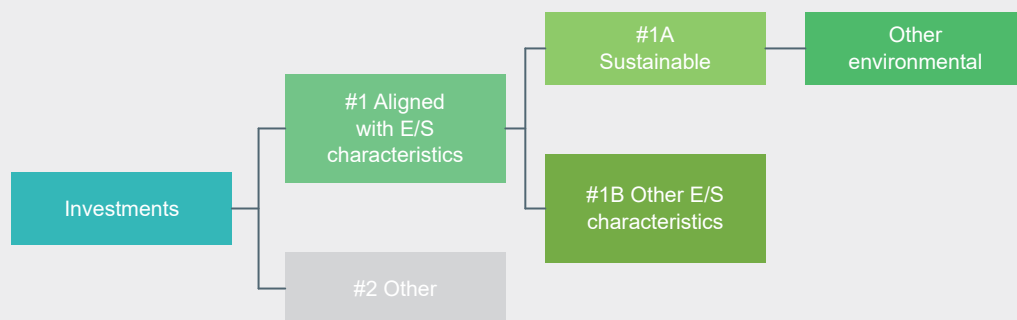 Investments
#1 Aligned
with E/S
characteristics
#2 Other
#1A
Sustainable
#1B Other E/S
characteristics
Other
environmental